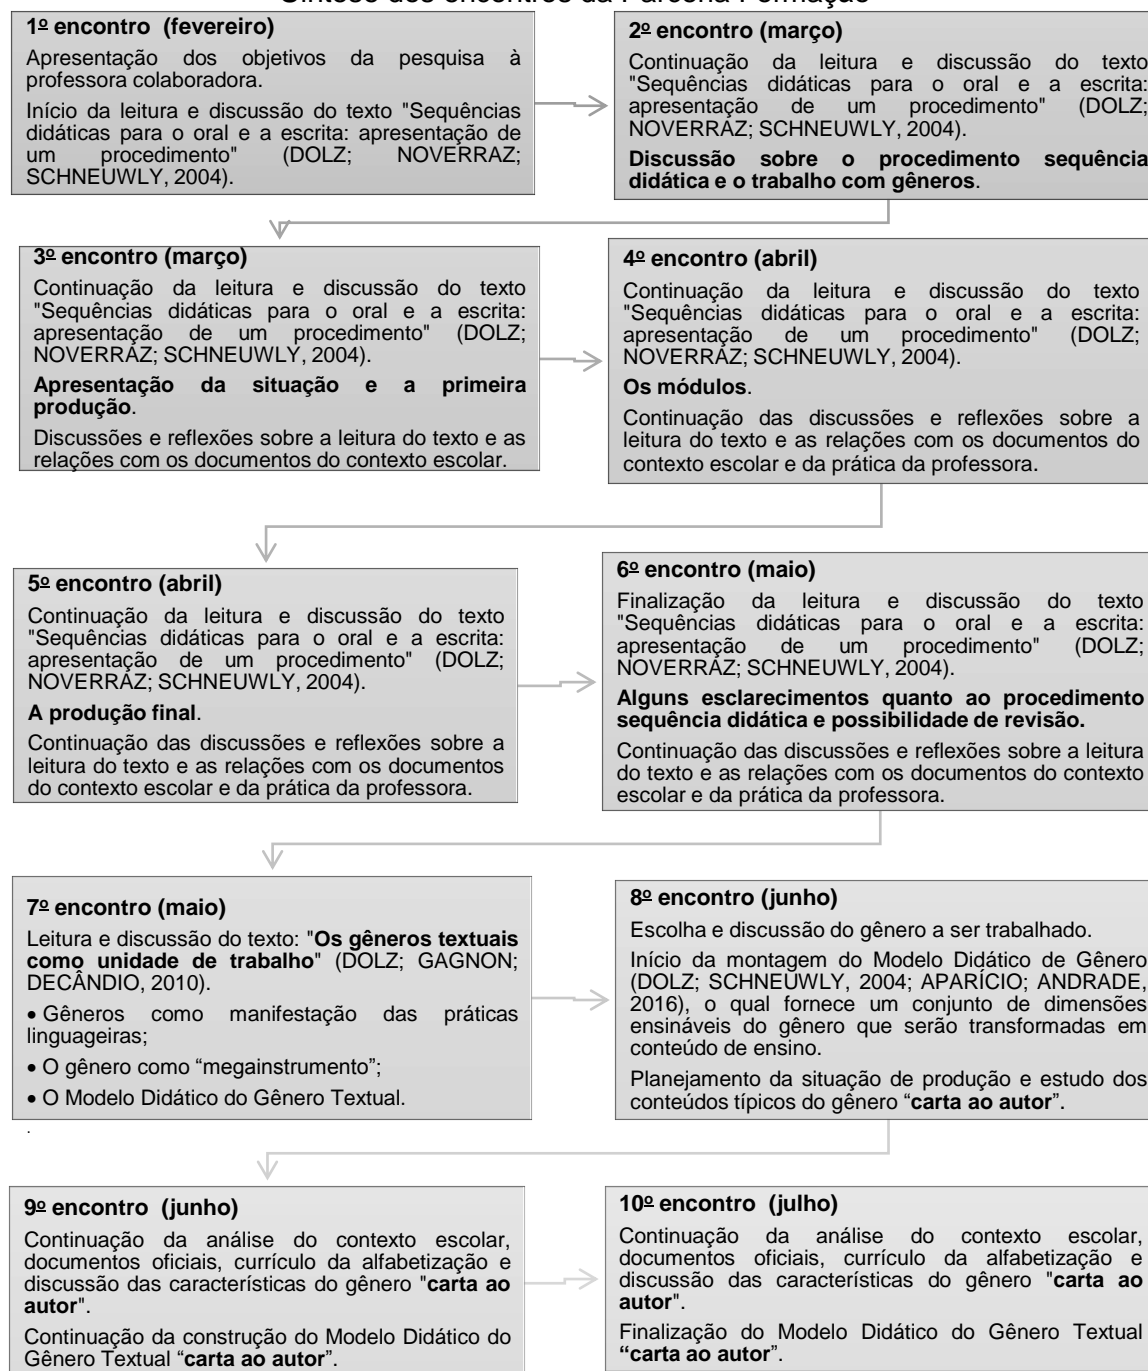 Síntese dos encontros da Parceria Formação
1º encontro (fevereiro)
Apresentação dos objetivos da pesquisa à
professora colaboradora.
Início da leitura e discussão do texto "Sequências
didáticas para o oral e a escrita: apresentação de
um procedimento" (DOLZ; NOVERRAZ;
SCHNEUWLY, 2004).
2º encontro (março)
Continuação da leitura e discussão do texto
"Sequências didáticas para o oral e a escrita:
apresentação de um procedimento" (DOLZ;
NOVERRAZ; SCHNEUWLY, 2004).
Discussão sobre o procedimento sequência
didática e o trabalho com gêneros.
3º encontro (março)
Continuação da leitura e discussão do texto
"Sequências didáticas para o oral e a escrita:
apresentação de um procedimento" (DOLZ;
NOVERRAZ; SCHNEUWLY, 2004).
Apresentação da situação e a primeira
produção.
Discussões e reflexões sobre a leitura do texto e as
relações com os documentos do contexto escolar.
4º encontro (abril)
Continuação da leitura e discussão do texto
"Sequências didáticas para o oral e a escrita:
apresentação de um procedimento" (DOLZ;
NOVERRAZ; SCHNEUWLY, 2004).
Os módulos.
Continuação das discussões e reflexões sobre a
leitura do texto e as relações com os documentos do
contexto escolar e da prática da professora.
5º encontro (abril)
Continuação da leitura e discussão do texto
"Sequências didáticas para o oral e a escrita:
apresentação de um procedimento" (DOLZ;
NOVERRAZ; SCHNEUWLY, 2004).
A produção final.
Continuação das discussões e reflexões sobre a
leitura do texto e as relações com os documentos
do contexto escolar e da prática da professora.
6º encontro (maio)
Finalização da leitura e discussão do texto
"Sequências didáticas para o oral e a escrita:
apresentação de um procedimento" (DOLZ;
NOVERRAZ; SCHNEUWLY, 2004).
Alguns esclarecimentos quanto ao procedimento
sequência didática e possibilidade de revisão.
Continuação das discussões e reflexões sobre a leitura
do texto e as relações com os documentos do contexto
escolar e da prática da professora.
7º encontro (maio)
Leitura e discussão do texto: "Os gêneros textuais
como unidade de trabalho" (DOLZ; GAGNON;
DECÂNDIO, 2010).
• Gêneros como manifestação das práticas
linguageiras;
• O gênero como “megainstrumento”;
• O Modelo Didático do Gênero Textual.
.
8º encontro (junho)
Escolha e discussão do gênero a ser trabalhado.
Início da montagem do Modelo Didático de Gênero
(DOLZ; SCHNEUWLY, 2004; APARÍCIO; ANDRADE,
2016), o qual fornece um conjunto de dimensões
ensináveis do gênero que serão transformadas em
conteúdo de ensino.
Planejamento da situação de produção e estudo dos
conteúdos típicos do gênero “carta ao autor”.
9º encontro (junho)
Continuação da análise do contexto escolar,
documentos oficiais, currículo da alfabetização e
discussão das características do gênero "carta ao
autor".
Continuação da construção do Modelo Didático do
Gênero Textual “carta ao autor”.
10º encontro (julho)
Continuação da análise do contexto escolar,
documentos oficiais, currículo da alfabetização e
discussão das características do gênero "carta ao
autor".
Finalização do Modelo Didático do Gênero Textual
“carta ao autor”.